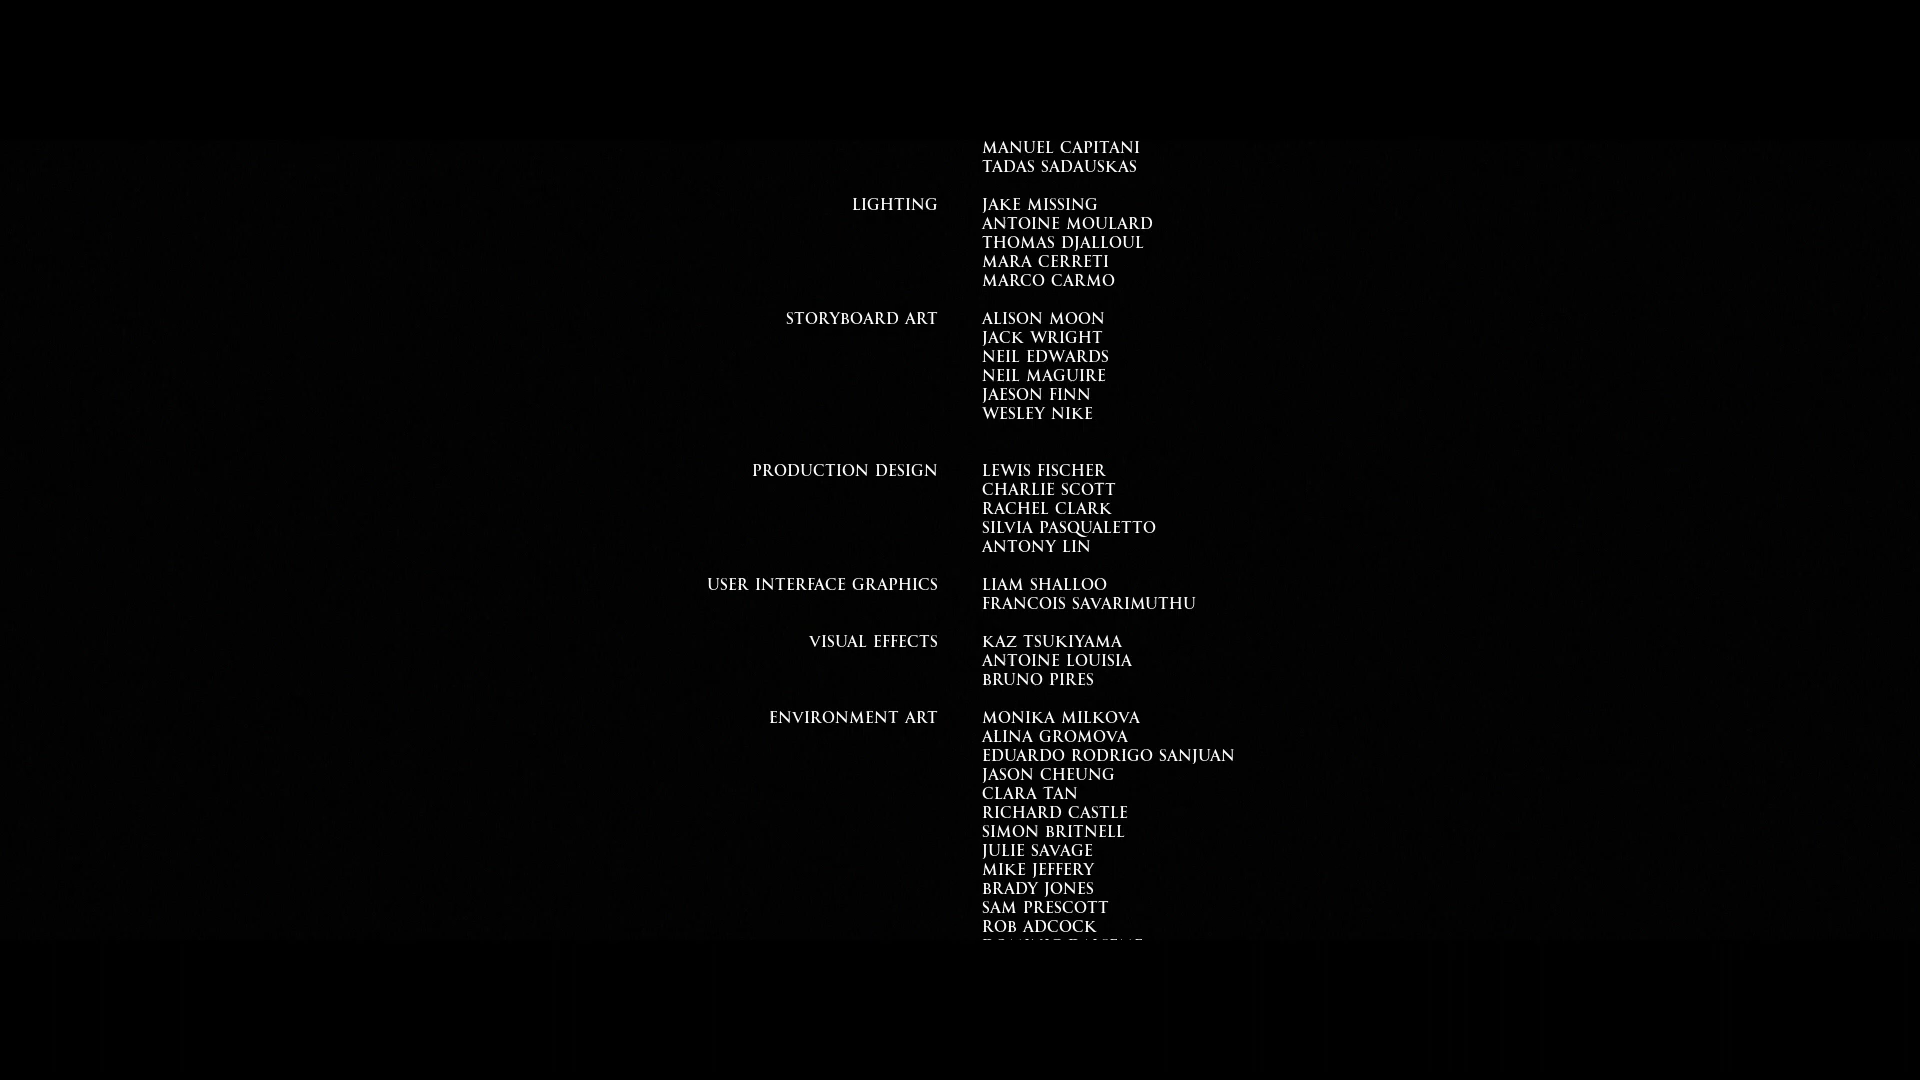 MANUEL CAPITANI
TADAS SADAUSKAS
LIGHTING JAKE MISSING
ANTOINE MOULARD
THOMAS DJALLOUL
MARA CERRETI
MARCO CARMO
STORYBOARD ART ALISON MOON
JACK WRIGHT
NEIL EDWARDS
NEIL MAGUIRE
JAESON FINN
WESLEY NIKE
PRODUCTION DESIGN LEWIS FISCHER
CHARLIE SCOTT
RACHEL CLARK
SILVIA PASQUALETTO
ANTONY LIN
USER INTERFACE GRAPHICS LIAM SHALLOO
FRANCOIS SAVARIMUTHU
VISUAL EFFECTS KAZ TSUKIYAMA
ANTOINE LOUISIA
BRUNO PIRES
ENVIRONMENT ART MONIKA MILKOVA
ALINA GROMOVA
EDUARDO RODRIGO SANJUAN
JASON CHEUNG
CLARA TAN
RICHARD CASTLE
SIMON BRITNELL
JULIE SAVAGE
MIKE JEFFERY
BRADY JONES
SAM PRESCOTT
ROB ADCOCK